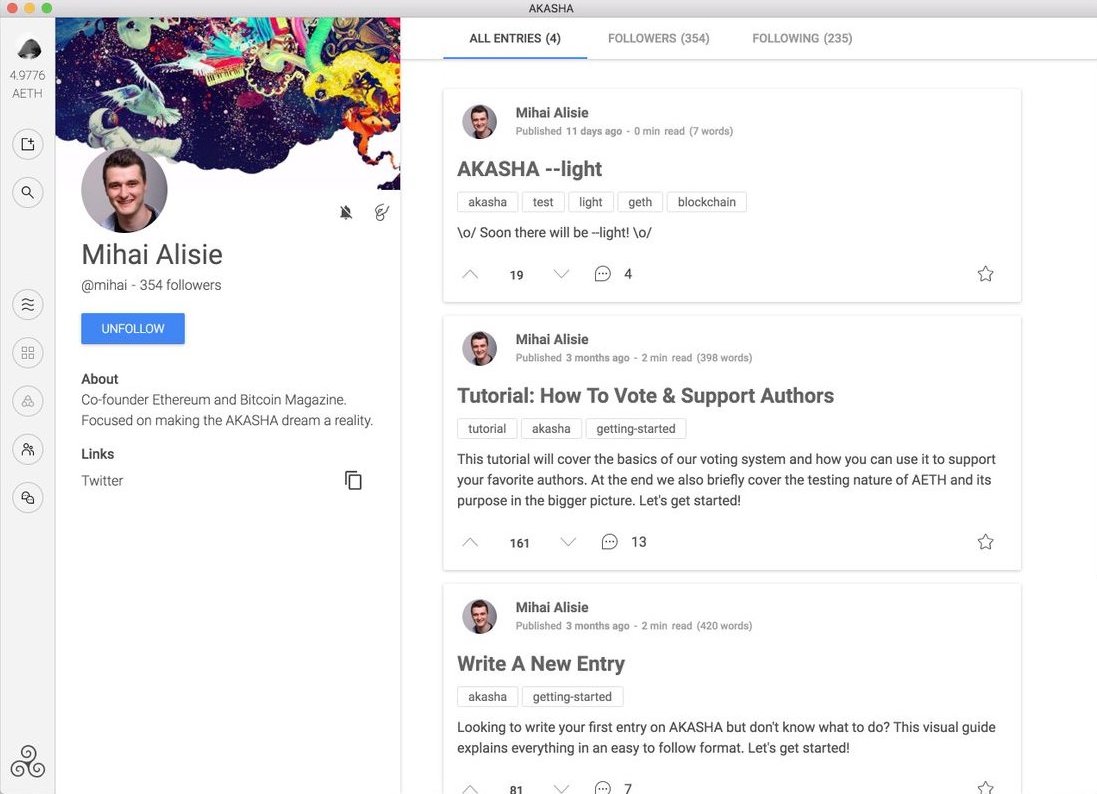 AKASHA
4.9776
AETH
Mihai Alisie
@mihai - 354 followers
UNFOLLOW
About
Co-founder Ethereum and Bitcoin Magazine.
Focused on making the AKASHA dream a reality.
Links
Twitter
ALL ENTRIES (4) FOLLOWERS (354) FOLLOWING (235)
Mihai Alisie
Published 11 days ago - 0 min read (7 words)
AKASHA --light
akasha test light geth blockchain
\o/ Soon there will be --light! \o/
19 4
Mihai Alisie
Published 3 months ago - 2 min read (398 words)
Tutorial: How To Vote & Support Authors
tutorial akasha getting-started
This tutorial will cover the basics of our voting system and how you can use it to support
your favorite authors. At the end we also briefly cover the testing nature of AETH and its
purpose in the bigger picture. Let's get started!
161 13
Mihai Alisie
Published 3 months ago - 2 min read (420 words)
Write A New Entry
akasha getting-started
Looking to write your first entry on AKASHA but don't know what to do? This visual guide
explains everything in an easy to follow format. Let's get started!
81 7